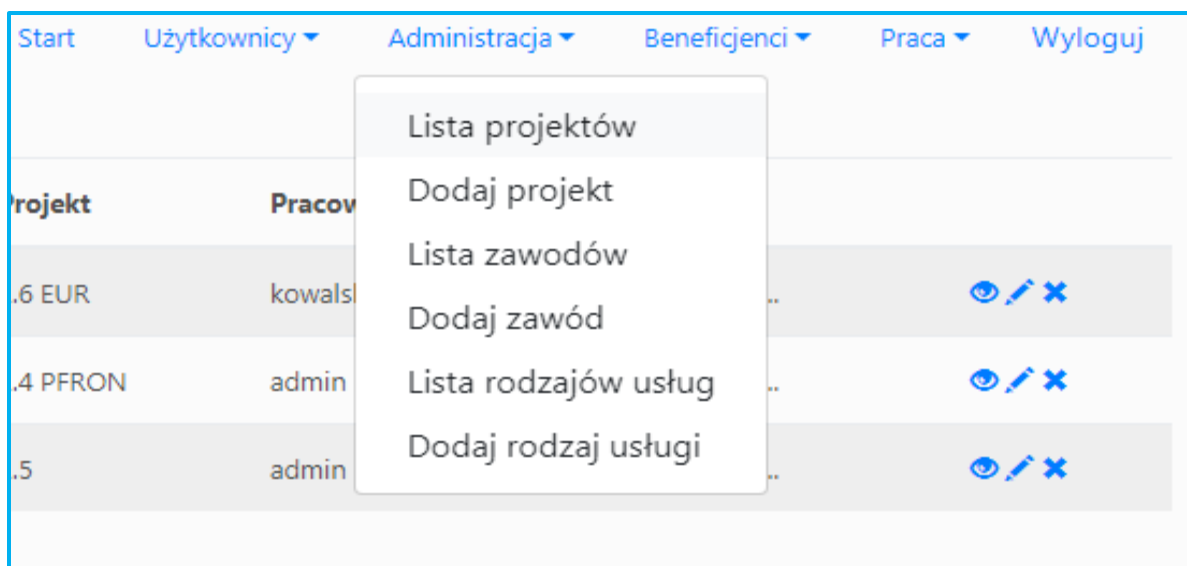 Start Użytkownicy Administracja Beneficjenci Praca Wyloguj
Lista projektów
Dodaj projekt
Projekt
Lista zawodów
.6 EUR ..
Dodaj zawód
.4 PFRON admin ..
Lista rodzajów usług
Dodaj rodzaj usługi
.5 admin ..